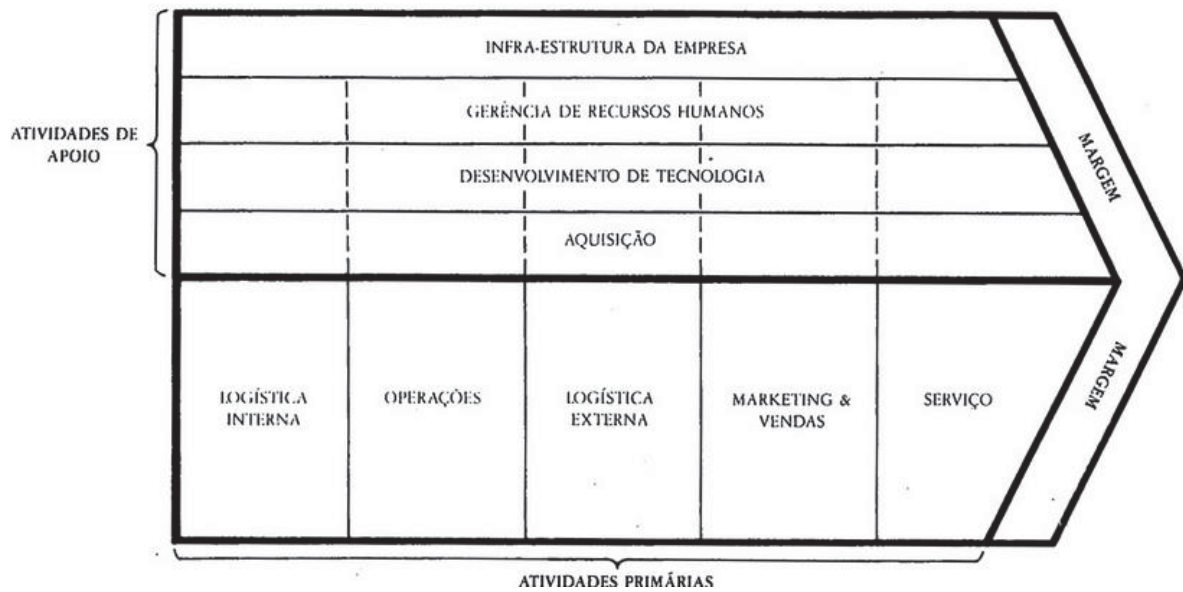 INFRA-ESTRUTURA DA EMPRESA
GERÊNCIA DE RECURSOS HUMANOS
ATIVIDADES DE
APOIO
DESENVOLVIMENTO DE TECNOLOGIA
AQUISIÇÃO
MARGEM
LOGÍSTICA
INTERNA
OPERAÇÕES
LOGÍSTICA
EXTERNA
MARKETING &
VENDAS
SERVIÇO
MARGEM
ATIVIDADES PRIMÁRIAS